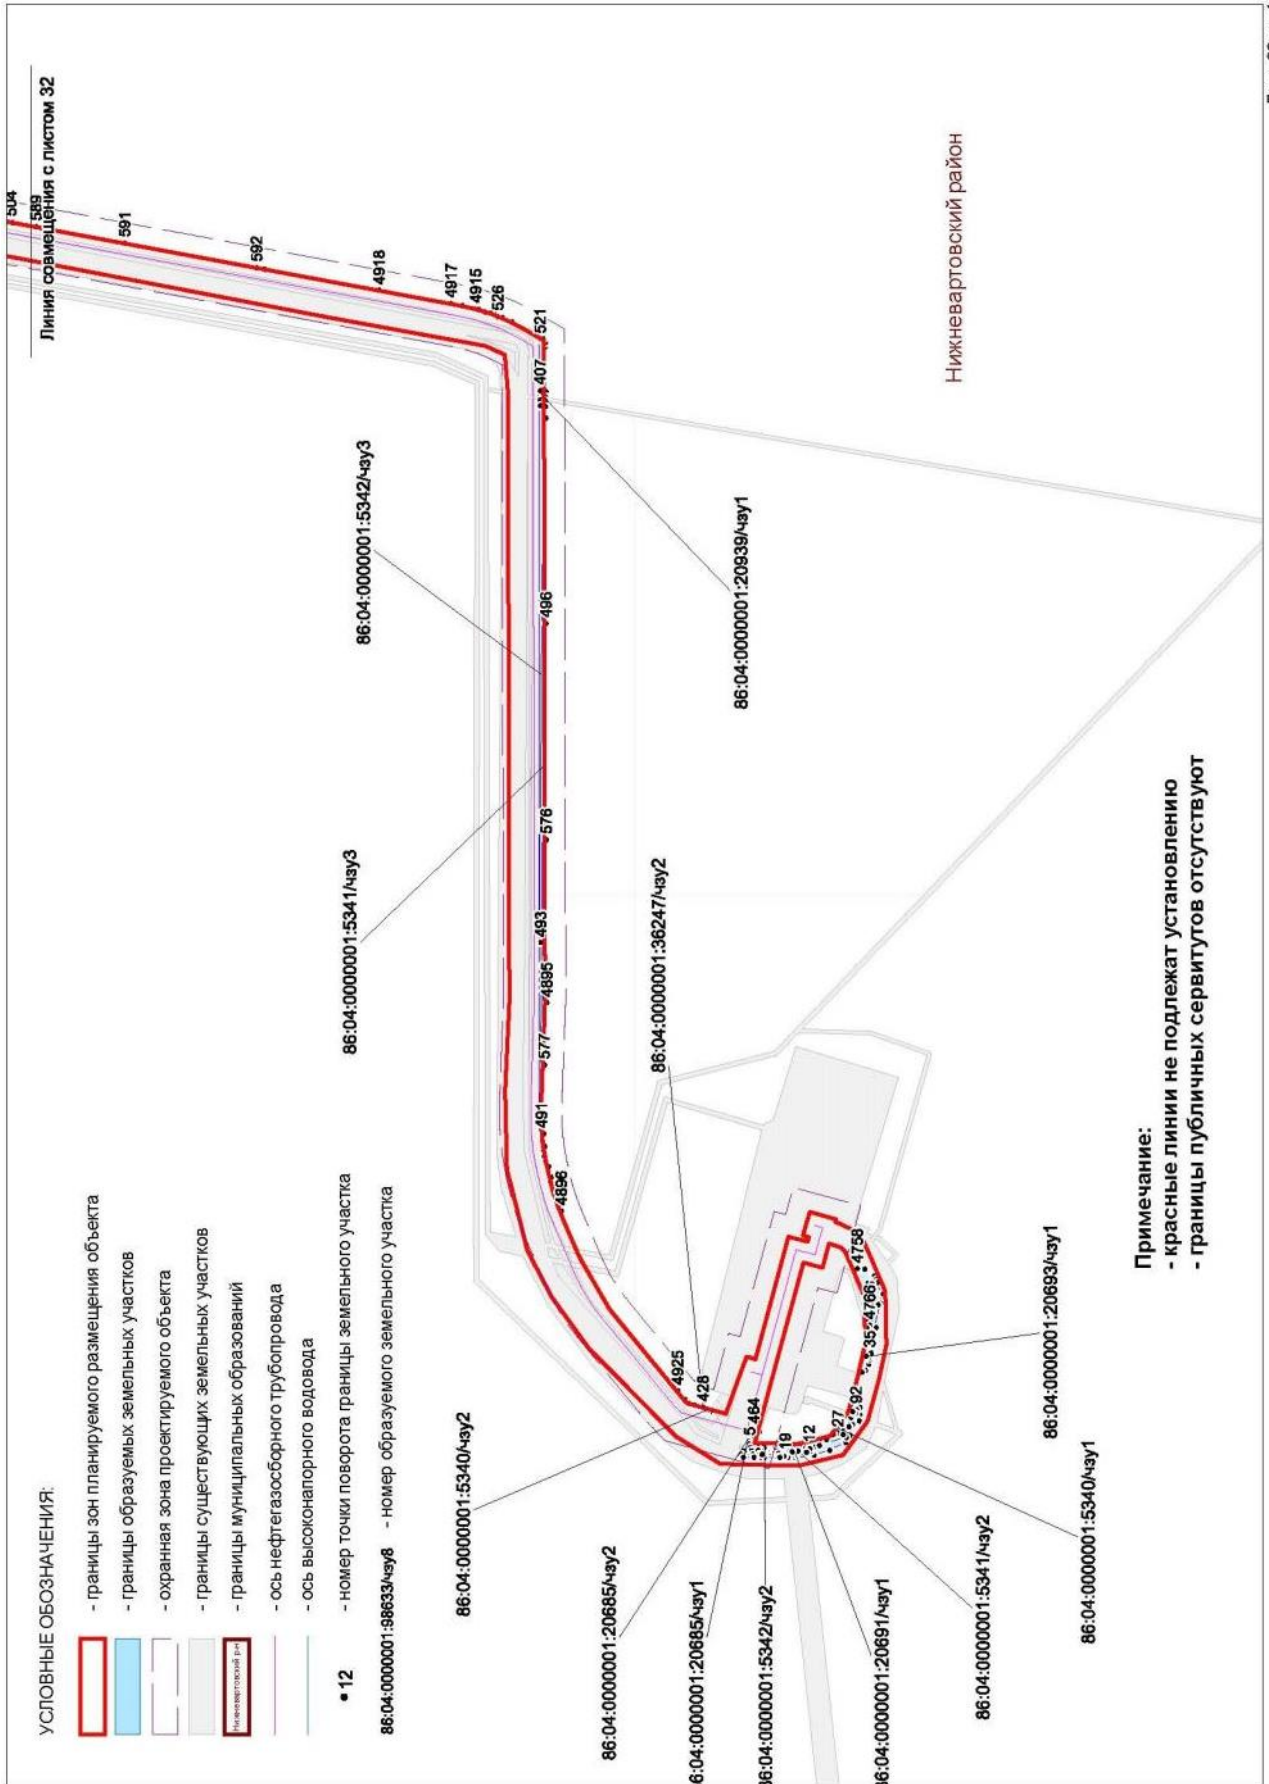 УСЛОВНЫЕ ОБОЗНАЧЕНИЯ:
- границы зон планируемого размещения объекта
- границы образуемых земельных участков
- охранная зона проектируемого объекта
- границы существующих земельных участков
Нижневартовский р-н
- границы муниципальных образований
- ось нефтегазосборного трубопровода
- ось высоконапорного водовода
12 - номер точки поворота границы земельного участка
86:04:000001:98633/чзу8 - номер образуемого земельного участка
Линия совмещения с листом 32
504
589
591
592
4918
4917
4915
526
521
407
496
576
493
4895
577
491
4896
4925
428
464
5
19
12
27
92
35
4766
4758
86:04:0000001:5342/чзу3
86:04:0000001:5341/чзу3
86:04:0000001:20939/чзу1
86:04:0000001:36247/чзу2
86:04:0000001:5340/чзу2
86:04:0000001:20685/чзу2
6:04:0000001:20685/чзу1
86:04:0000001:5342/чзу2
86:04:0000001:20691/чзу1
86:04:0000001:5341/чзу2
86:04:0000001:5340/чзу1
86:04:0000001:20693/чзу1
Нижневартовский район
Примечание:
- красные линии не подлежат установлению
- границы публичных сервитутов отсутствуют